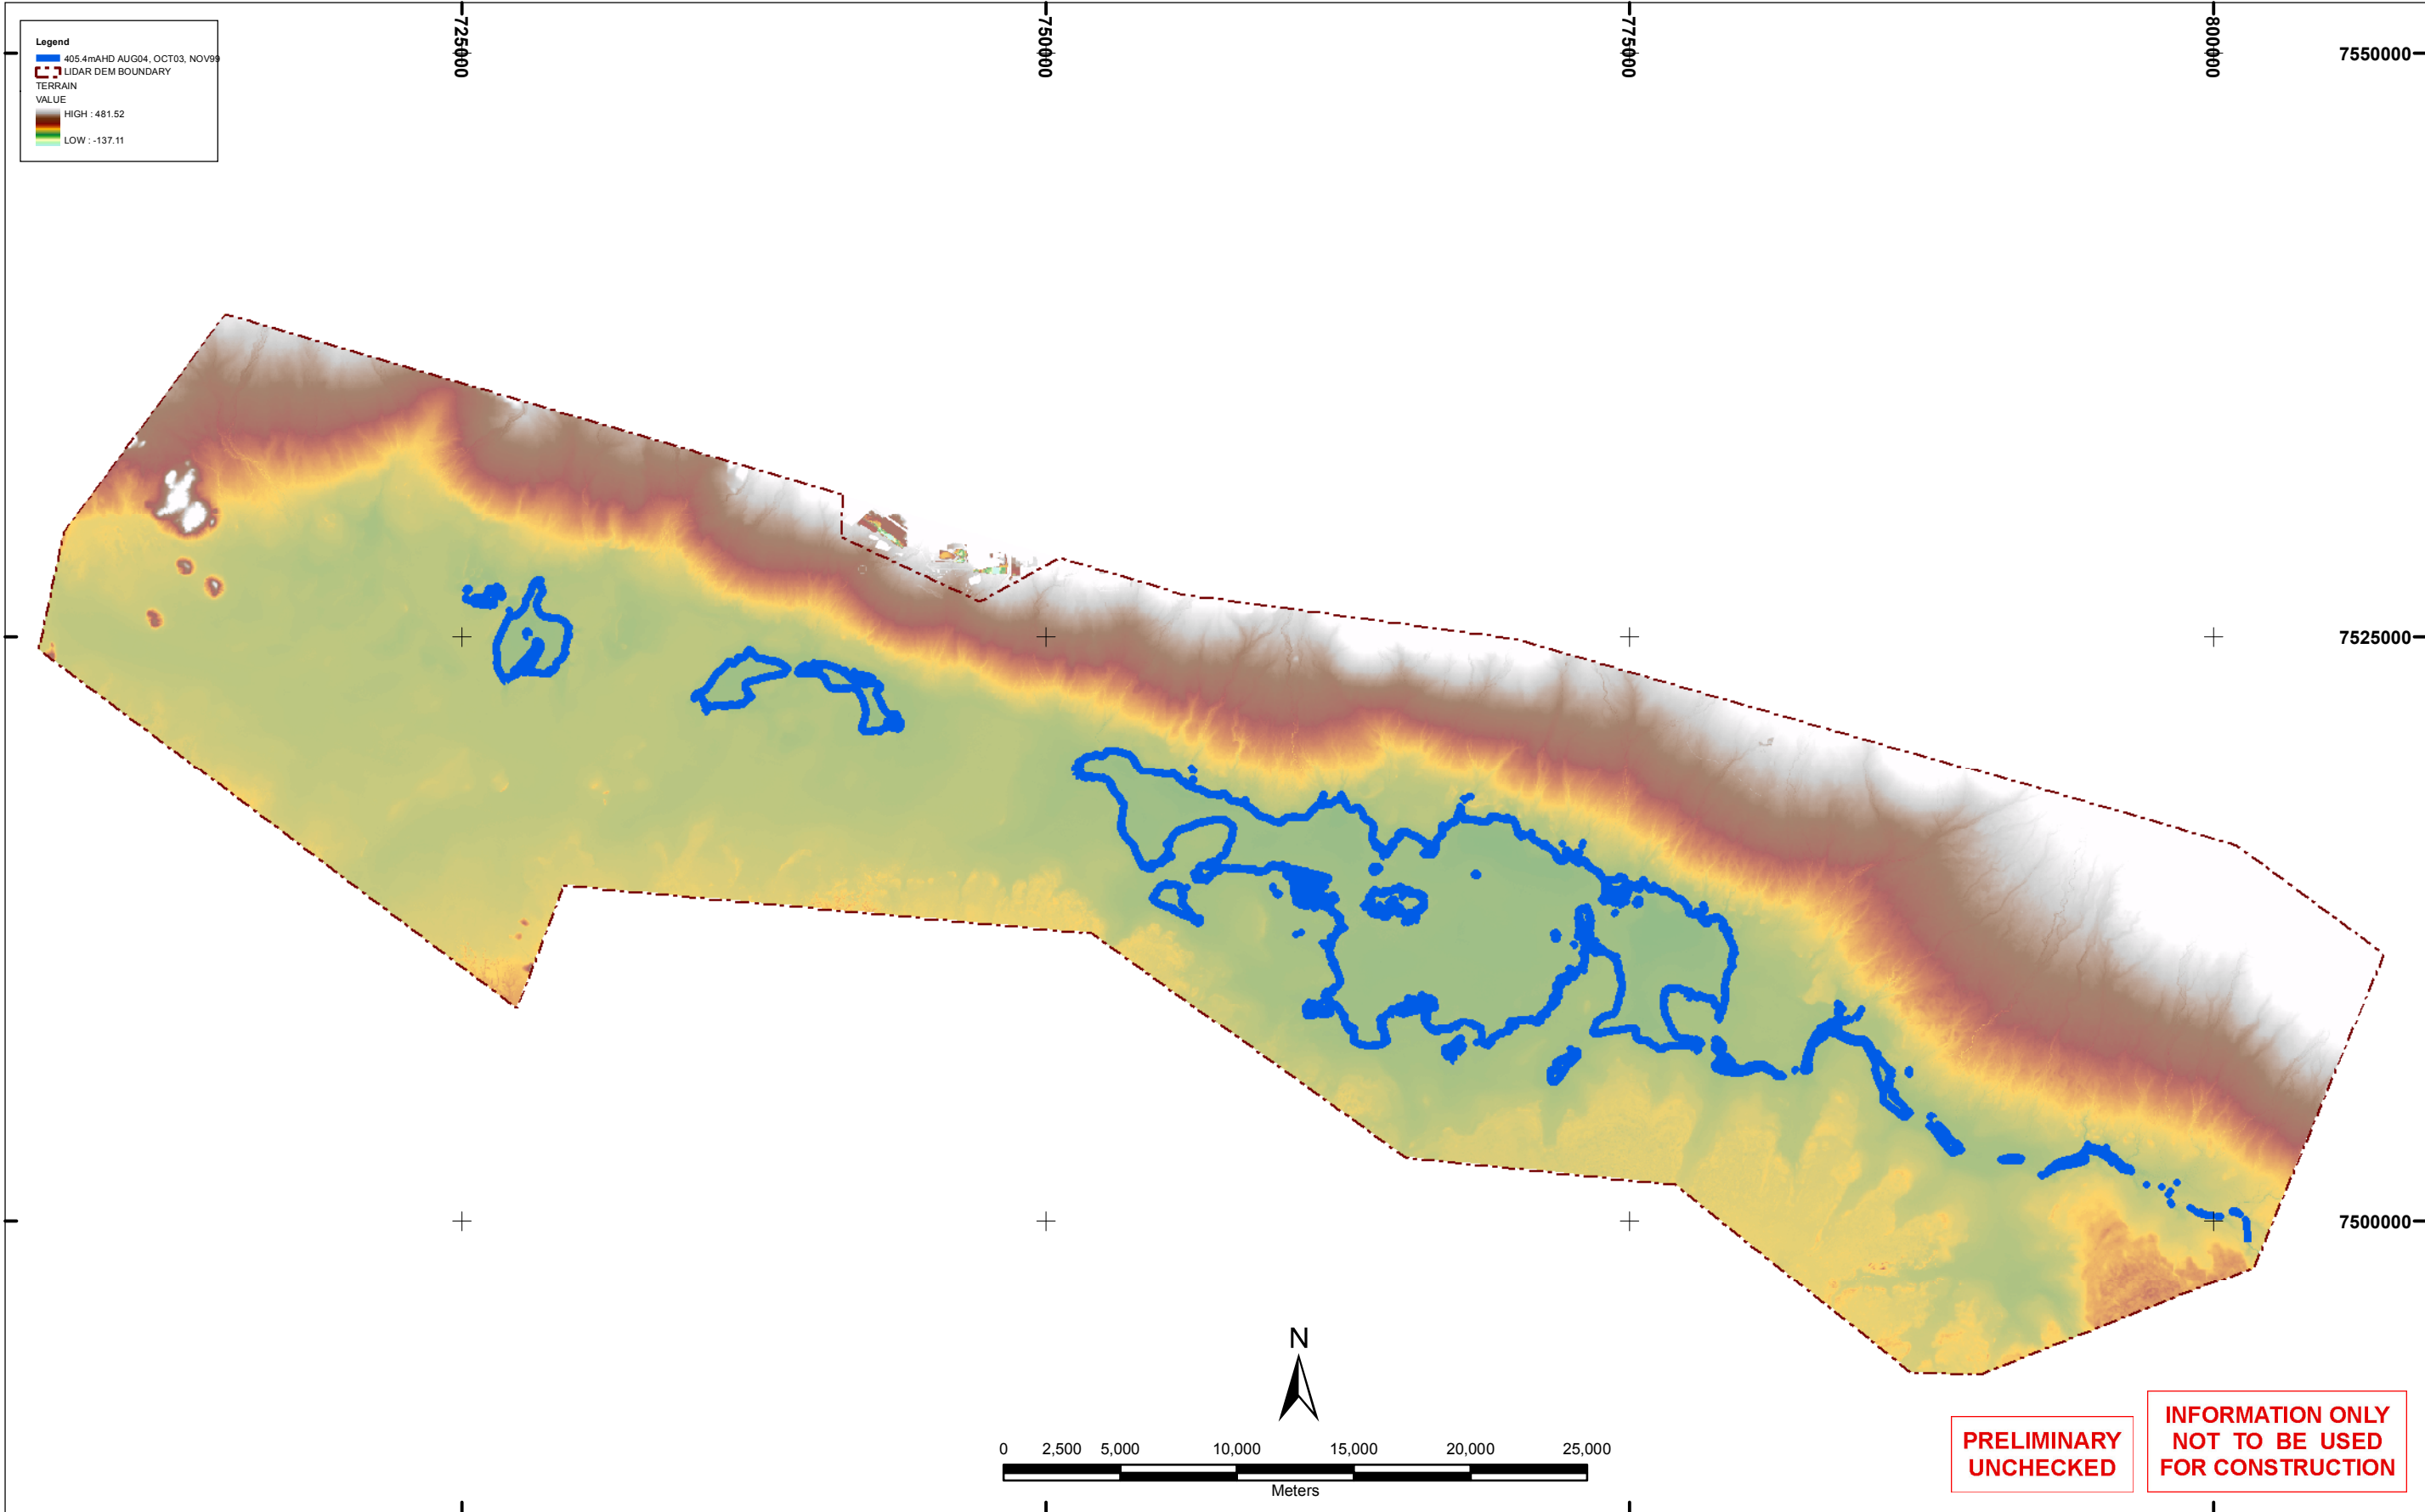 725000
750000
775000
800000
7550000
Legend
405.4mAHD AUG04, OCT03, NOV99
LIDAR DEM BOUNDARY
TERRAIN
VALUE
HIGH : 481.52
LOW : -137.11
7525000
7500000
N
0 2,500 5,000 10,000 15,000 20,000 25,000
Meters
PRELIMINARY
UNCHECKED
INFORMATION ONLY
NOT TO BE USED
FOR CONSTRUCTION